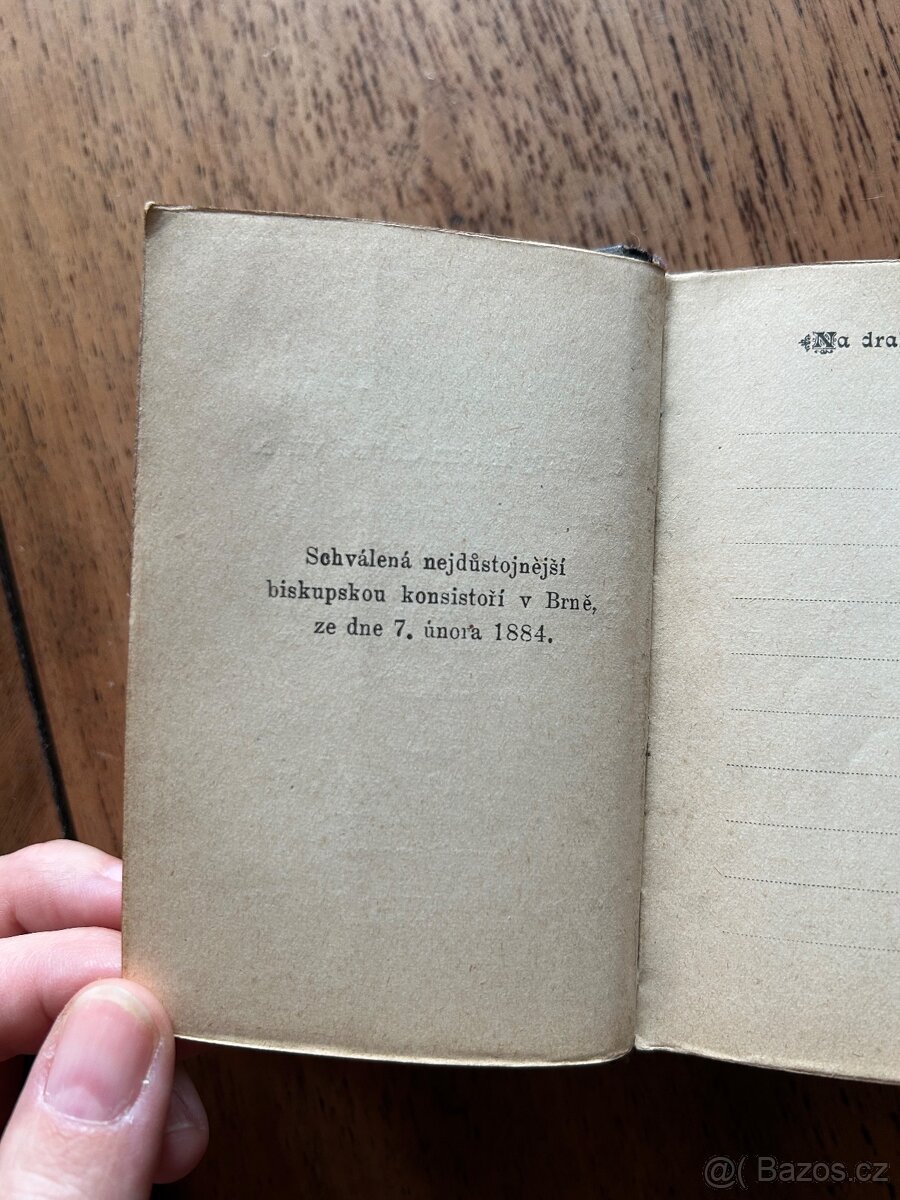 Schválená nejdůstojnější
biskupskou konsistoří v Brně,
ze dne 7. února 1884.
Na dra
@( Bazos.cz